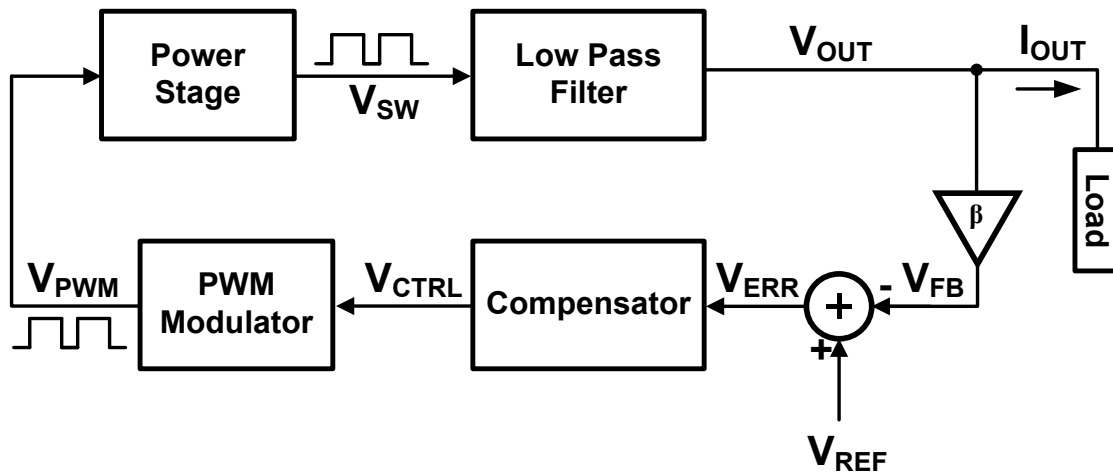 Power
Stage
V_SW
Low Pass
Filter
V_OUT
I_OUT
Load
β
V_PWM
PWM
Modulator
V_CTRL
Compensator
V_ERR
+
-
V_FB
+
V_REF